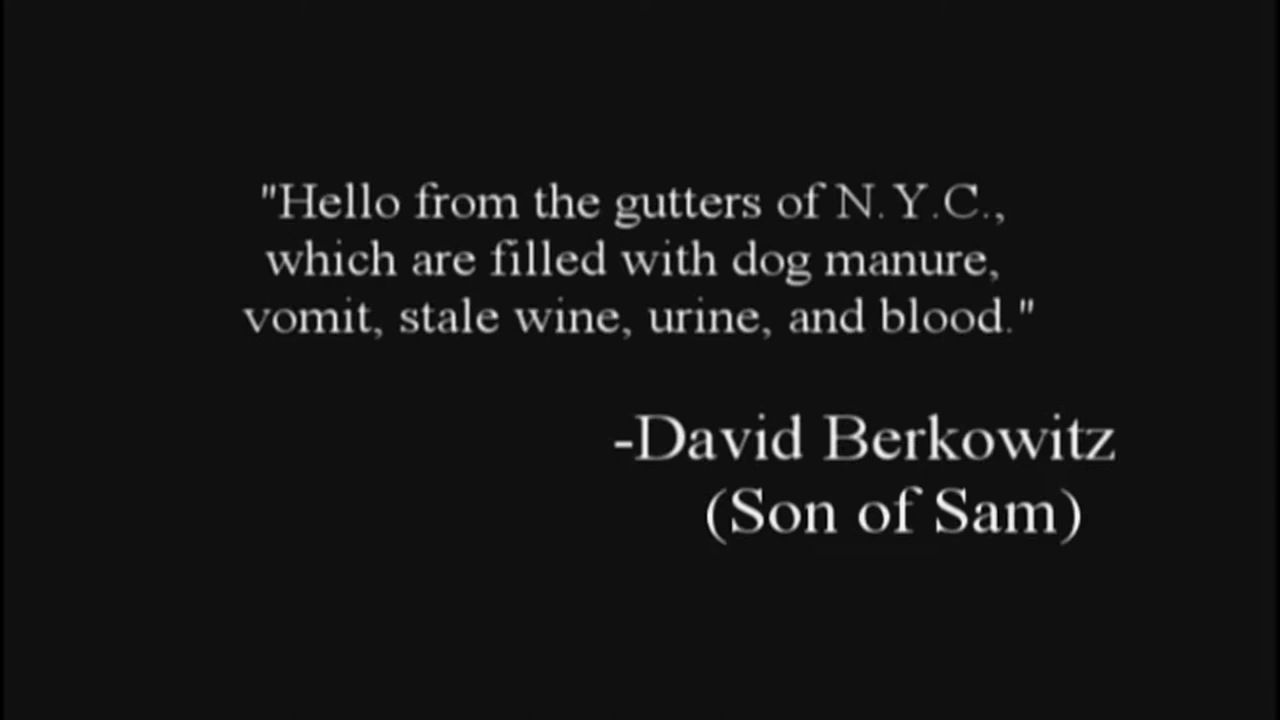 "Hello from the gutters of N.Y.C.,
which are filled with dog manure,
vomit, stale wine, urine, and blood."
-David Berkowitz
(Son of Sam)